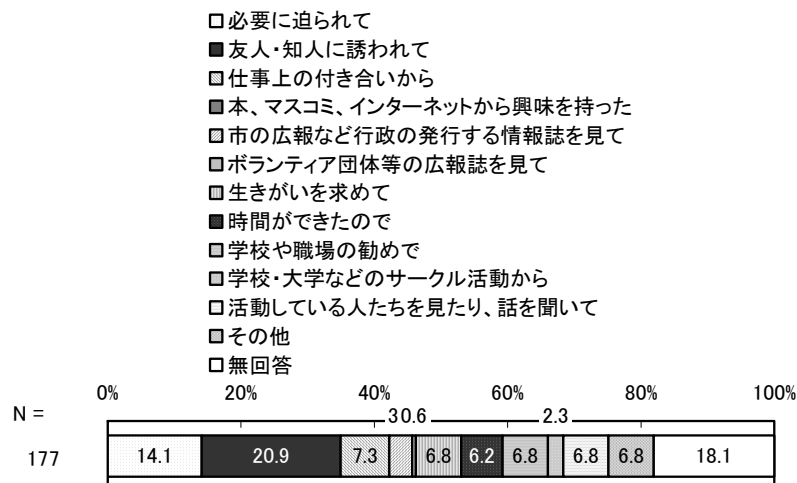 必要に迫られて
友人・知人に誘われて
仕事上の付き合いから
本、マスコミ、インターネットから興味を持った
市の広報など行政の発行する情報誌を見て
ボランティア団体等の広報誌を見て
生きがいを求めて
時間ができたので
学校や職場の勧めで
学校・大学などのサークル活動から
活動している人たちを見たり、話を聞いて
その他
無回答
0% 20% 40% 60% 80% 100%
N = 30.6 2.3
177 14.1 20.9 7.3 6.8 6.2 6.8 6.8 6.8 18.1